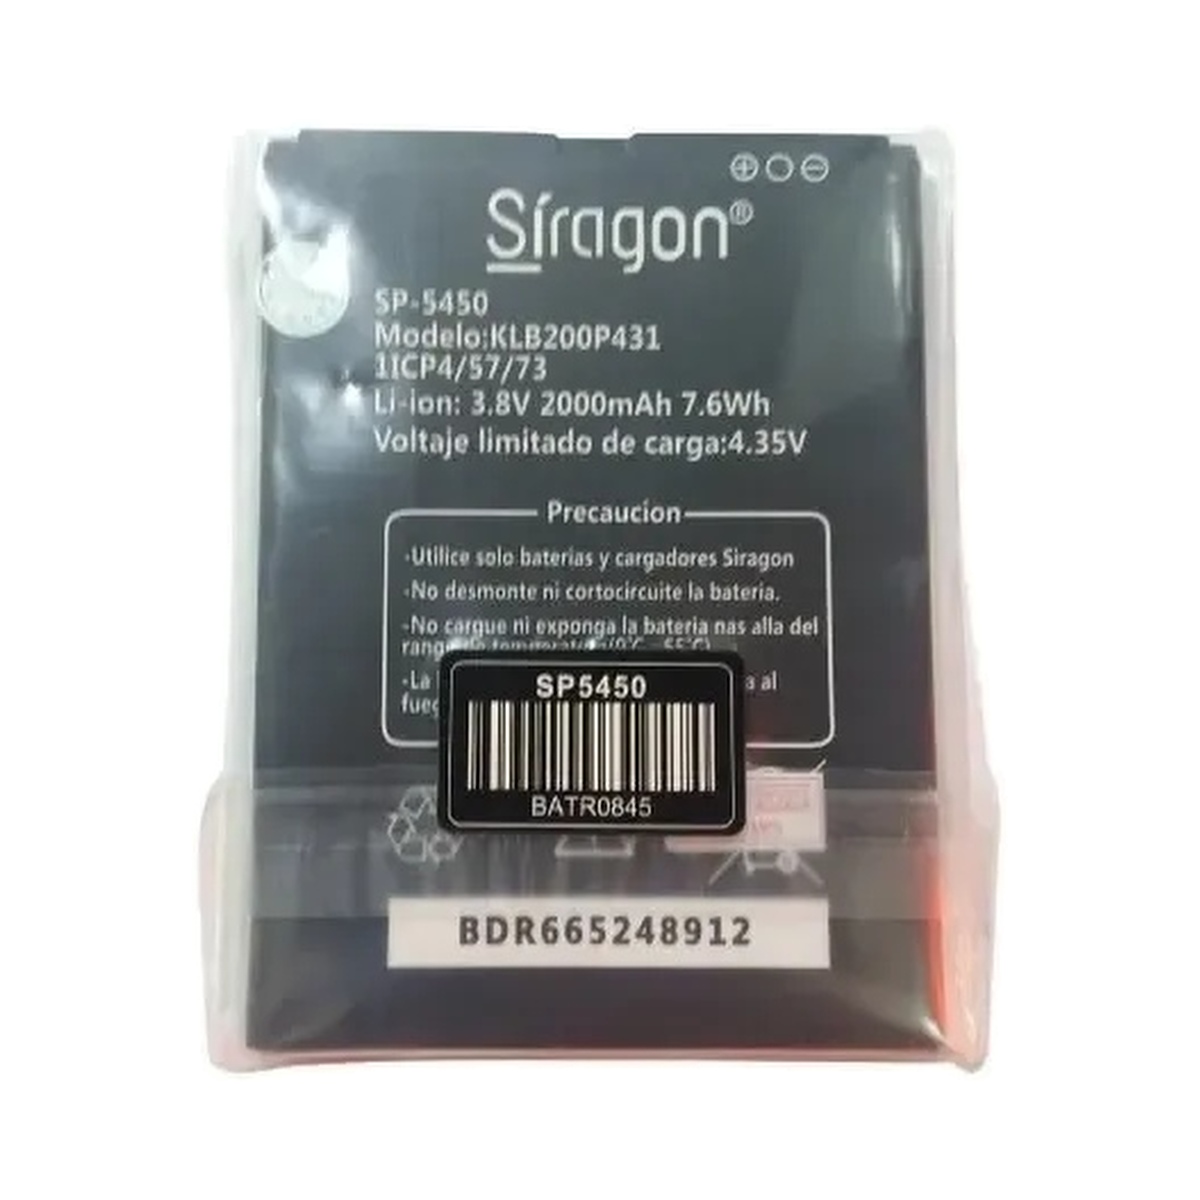 Síragon®
SP-5450
Modelo:KLB200P431
1ICP4/57/73
Li-ion: 3.8V 2000mAh 7.6Wh
Voltaje limitado de carga:4.35V
Precaucion
-Utilice solo baterias y cargadores Siragon
-No desmonte ni cortocircuite la bateria.
-No cargue ni exponga la bateria nas alla del
-La a al
SP5450
BATR0845
BDR665248912